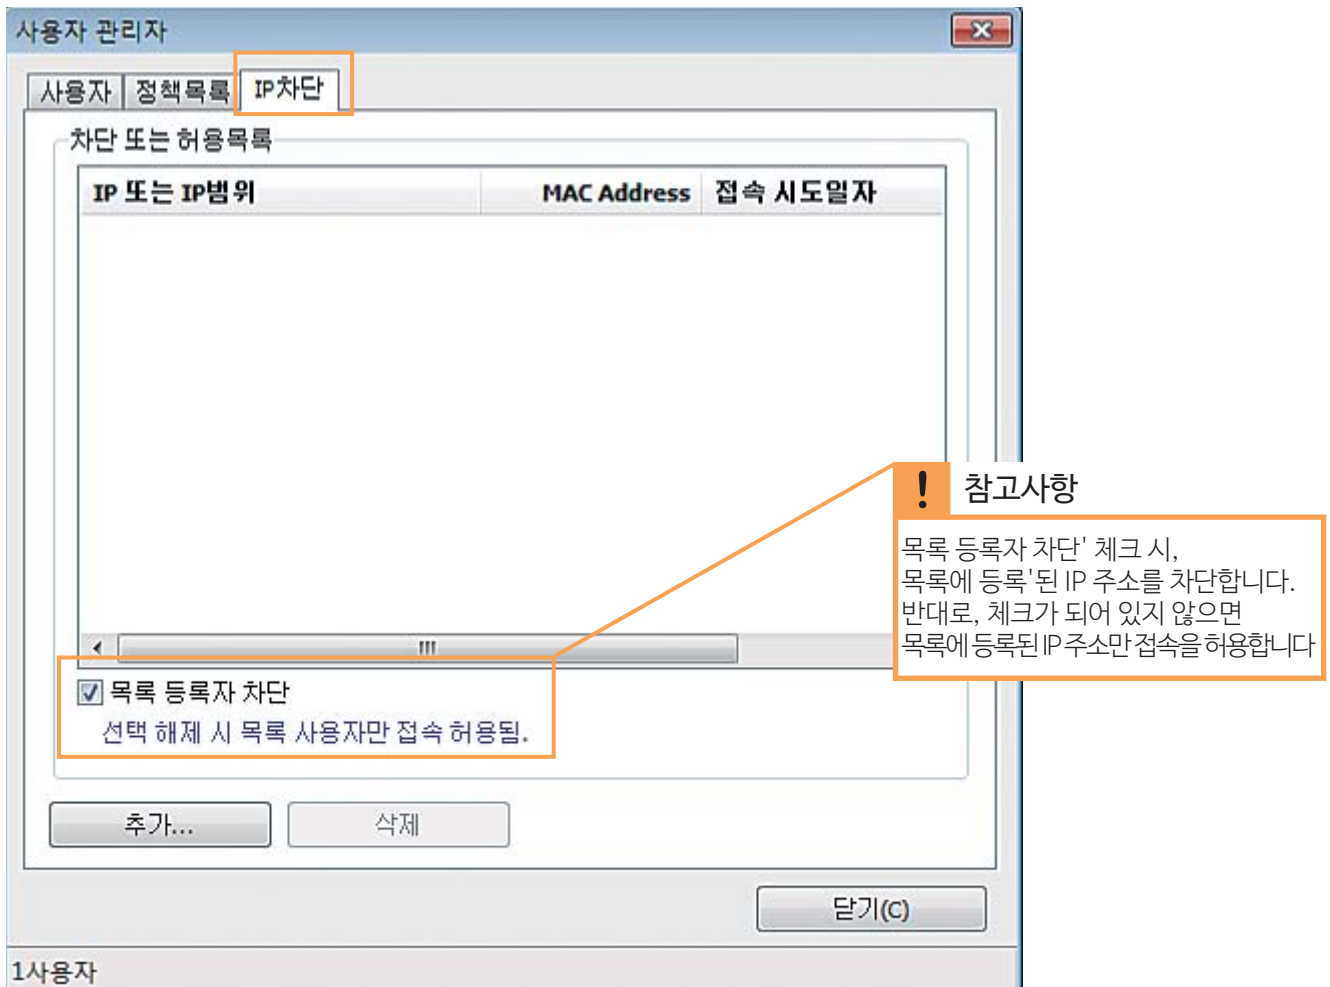 사용자 관리자
사용자 정책목록 IP차단
차단 또는 허용목록
IP 또는 IP범위 MAC Address 접속 시도일자
! 참고사항
목록 등록자 차단' 체크 시,
목록에 등록'된 IP 주소를 차단합니다.
반대로, 체크가 되어 있지 않으면
목록에 등록된 IP 주소만 접속을 허용합니다
목록 등록자 차단
선택 해제 시 목록 사용자만 접속 허용됨.
추가... 삭제
닫기(C)
1사용자